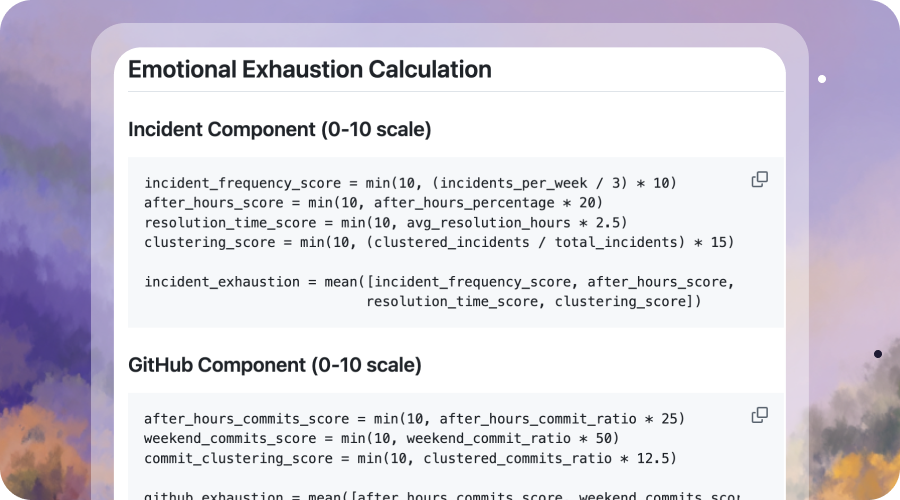 Emotional Exhaustion Calculation
Incident Component (0-10 scale)
incident_frequency_score = min(10, (incidents_per_week / 3) * 10)
after_hours_score = min(10, after_hours_percentage * 20)
resolution_time_score = min(10, avg_resolution_hours * 2.5)
clustering_score = min(10, (clustered_incidents / total_incidents) * 15)
incident_exhaustion = mean([incident_frequency_score, after_hours_score,
resolution_time_score, clustering_score])
GitHub Component (0-10 scale)
after_hours_commits_score = min(10, after_hours_commit_ratio * 25)
weekend_commits_score = min(10, weekend_commit_ratio * 50)
commit_clustering_score = min(10, clustered_commits_ratio * 12.5)
github_exhaustion = mean([after_hours_commits_score, weekend_commits_scor